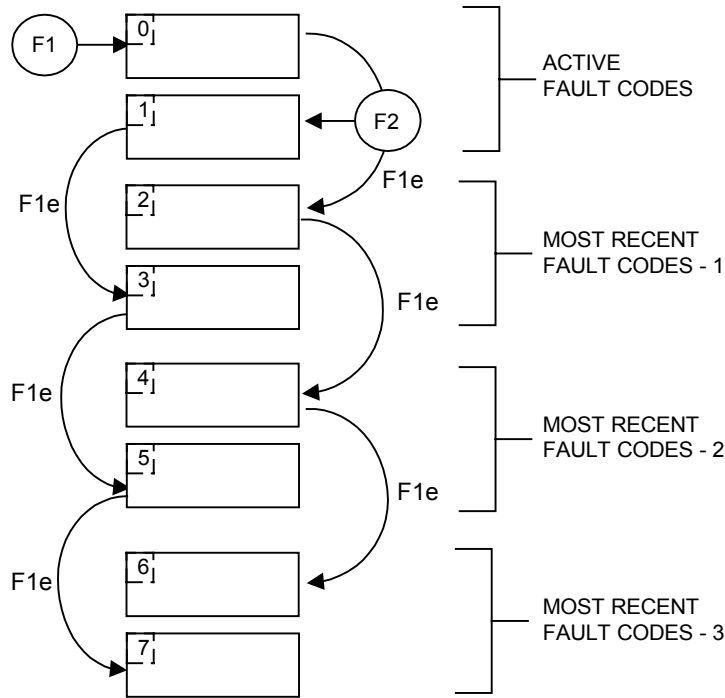 F1
0
ACTIVE
FAULT CODES
1
F2
F1e
F1e
2
MOST RECENT
FAULT CODES - 1
3
F1e
F1e
4
MOST RECENT
FAULT CODES - 2
5
F1e
F1e
6
MOST RECENT
FAULT CODES - 3
7